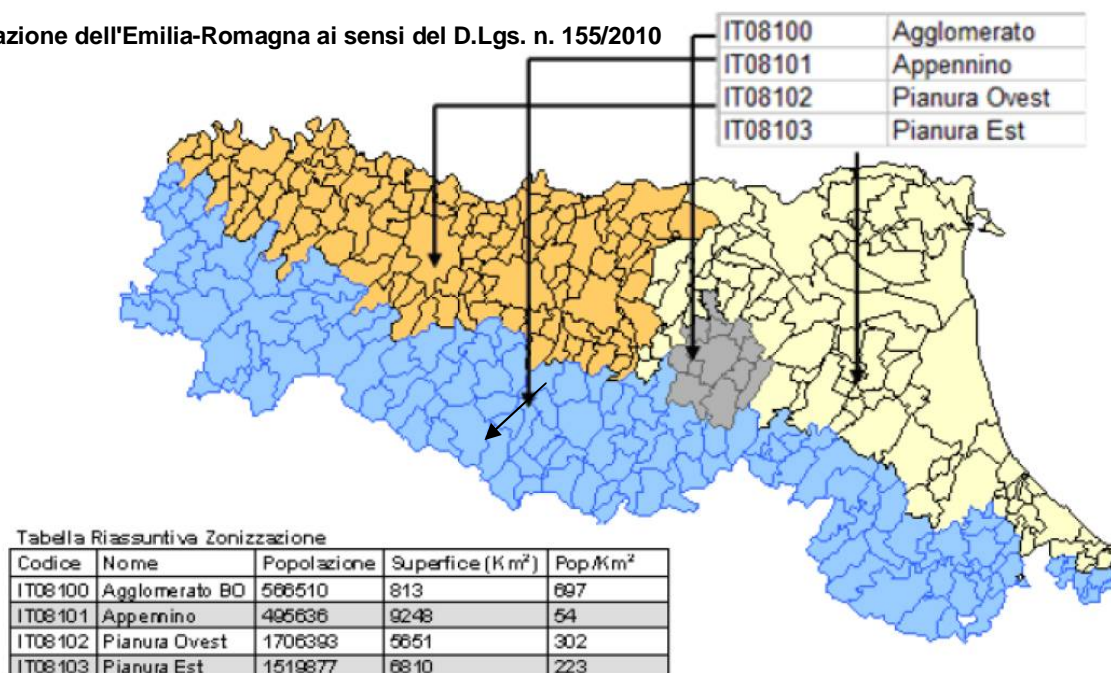 azione dell'Emilia-Romagna ai sensi del D.Lgs. n. 155/2010
IT08100 Agglomerato
IT08101 Appennino
IT08102 Pianura Ovest
IT08103 Pianura Est
Tabella Riassuntiva Zonizzazione
Codice Nome Popolazione Superfice (Km²) Pop/Km²
IT08100 Agglomerato BO 566510 813 697
IT08101 Appennino 495636 9248 54
IT08102 Pianura Ovest 1706393 5651 302
IT08103 Pianura Est 1519877 6810 223